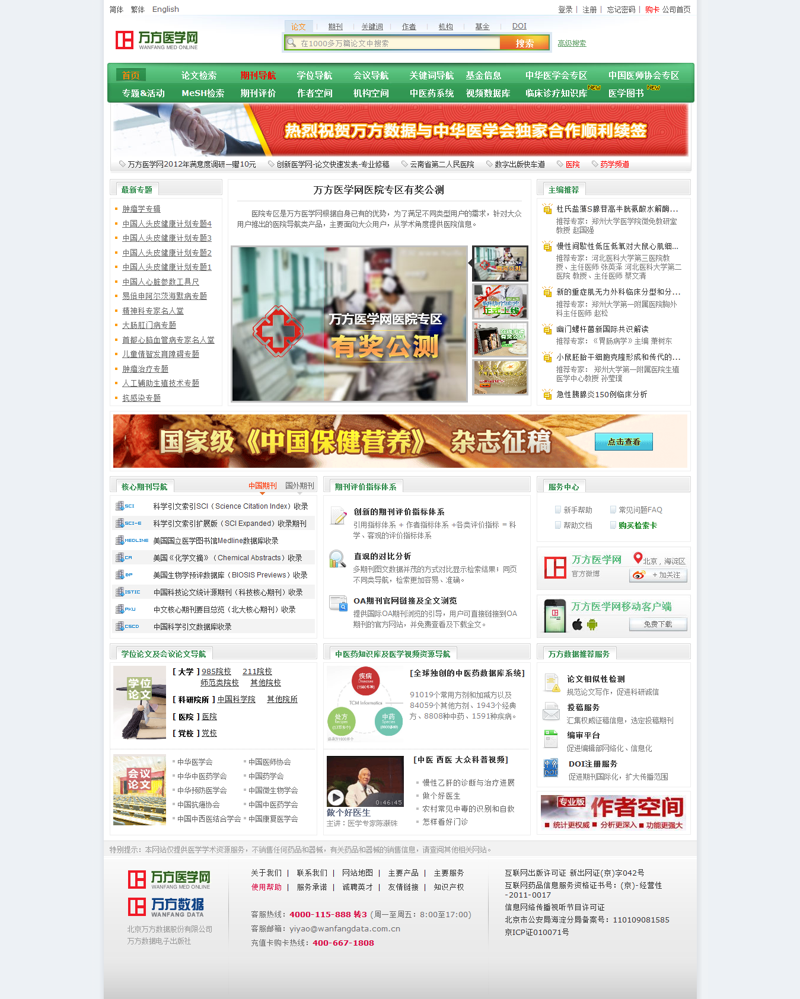 简体 繁体 English
登录 | 注册 | 忘记密码 | 购卡 公司首页
论文 期刊 关键词 作者 机构 基金 DOI
万方医学网
WANFANG MED ONLINE
在1000多万篇论文中搜索 搜索 高级搜索
首页 论文检索 期刊导航 学位导航 会议导航 关键词导航 基金信息 中华医学会专区 中国医师协会专区
专题&活动 MeSH检索 期刊评价 作者空间 机构空间 中医药系统 视频数据库 临床诊疗知识库 NEW 医学图书 NEW
热烈祝贺万方数据与中华医学会独家合作顺利续签
万方医学网2012年满意度调研—赠10元 创新医学网-论文快速发表-专业修稿 云南省第二人民医院 数字出版快车道 医院 药学频道
最新专题
肿瘤学专辑
中国人头皮健康计划专题4
中国人头皮健康计划专题3
中国人头皮健康计划专题2
中国人头皮健康计划专题1
中国人心脏参数工具尺
易倍申阿尔茨海默病专题
精神科专家名人堂
大肠肛门病专题
首都心脑血管病专家名人堂
儿童情智发育障碍专题
肿瘤治疗专题
人工辅助生殖技术专题
抗感染专题
万方医学网医院专区有奖公测
医院专区是万方医学网根据自身已有的优势，为了满足不同类型用户的需求，针对大众
用户推出的医院导航类产品，主要面向大众用户，从学术角度提供医院信息。
万方医学网医院专区
有奖公测
有奖公测
正式上线
在线阅读
有奖公测
主编推荐
杜氏盐藻S腺苷高半胱氨酸水解酶...
推荐专家：郑州大学医学院微免教研室
教授 赵国强
慢性间歇性低压低氧对大鼠心肌细...
推荐专家：河北医科大学第三医院教
授、主任医师 张英泽 河北医科大学第二
医院 教授、主任医师 蔡文清
新的重症肌无力外科临床分型和分...
推荐专家：郑州大学第一附属医院胸外
科主任医师 赵松
幽门螺杆菌新国际共识解读
推荐专家：《胃肠病学》主编 萧树东
小鼠胚胎干细胞克隆形成和传代的...
推荐专家： 郑州大学第一附属医院生殖
医学中心教授 孙莹璞
急性胰腺炎150例临床分析
国家级《中国保健营养》 杂志征稿 点击查看
核心期刊导航 中国期刊 国外期刊
SCI 科学引文索引SCI（Science Citation Index）收录
SCI-E 科学引文索引扩展版（SCI Expanded）收录期刊
MEDLINE 美国国立医学图书馆Medline数据库收录
CA 美国《化学文摘》（Chemical Abstracts）收录
BP 美国生物学预评数据库（BIOSIS Previews）收录
ISTIC 中国科技论文统计源期刊（科技核心期刊）收录
PKU 中文核心期刊要目总览（北大核心期刊）收录
CSCD 中国科学引文数据库收录
期刊评价指标体系
创新的期刊评价指标体系
引用指标体系 + 作者指标体系 +各类评价指标 = 科
学、客观的评价指标体系
直观的对比分析
多期刊图文数据并茂的方式对比显示检索结果；同页
不同类导航，检索更加容易、准确。
OA期刊官网链接及全文浏览
提供国际OA期刊浏览的引导，用户可直接链接到OA
期刊的官方网站，并免费查看及下载全文。
服务中心
新手帮助 常见问题FAQ
帮助文档 购买检索卡
万方医学网
官方微博
北京，海淀区
+加关注
万方医学网移动客户端
免费下载
学位论文及会议论文导航
学位
论文
[ 大学 ] 985院校 211院校
师范类院校 其他院校
[ 科研院所 ] 中国科学院 其他院所
[ 医院 ] 医院
[ 党校 ] 党校
会议
论文
中华医学会 中国医师协会
中华中医药学会 中国药学会
中华预防医学会 中国微生物学会
中国抗癌协会 中国中医药学会
中国中西医结合学会 中国康复医学会
中医药知识库及医学视频资源导航
疾病
Diseases
(1500多种)
TCM Informatics
处方
Recipes
(17万多个)
中药
Species
(8800多种)
[全球独创的中医药数据库系统]
91019个常用方剂和加减方以及
84059个其他方剂、1943个经典
方、8808种中药、1591种疾病。
0:46:45
做个好医生
主讲：医学专家陈灏珠
[中医 西医 大众科普视频]
慢性乙肝的诊断与治疗进展
做个好医生
农村常见中毒的识别和自救
怎样看好门诊
万方数据推荐服务
论文相似性检测
规范论文写作，促进科研诚信
投稿服务
汇集权威征稿信息，选定投稿期刊
编审平台
促进编辑部网络化、信息化
DOI注册服务
促进期刊国际化，扩大传播范围
专业版 作者空间
统计更权威 分析更深入 功能更强大
特别提示：本网站仅提供医学学术资源服务，不销售任何药品和器械，有关药品和器械的销售信息，请查阅其他相关网站。
万方医学网
WANFANG MED ONLINE
万方数据
WANFANG DATA
北京万方数据股份有限公司
万方数据电子出版社
关于我们 | 联系我们 | 网站地图 | 主要产品 | 主要服务
使用帮助 | 服务承诺 | 诚聘英才 | 友情链接 | 知识产权
客服热线：4000-115-888 转3 (周一至周五：8:00至17:00)
客服邮箱：yiyao@wanfangdata.com.cn
充值卡购卡热线：400-667-1808
互联网出版许可证 新出网证(京)字042号
互联网药品信息服务资格证书号：(京)-经营性
-2011-0017
信息网络传播视听节目许可证
北京市公安局海淀分局备案号：110109081585
京ICP证010071号